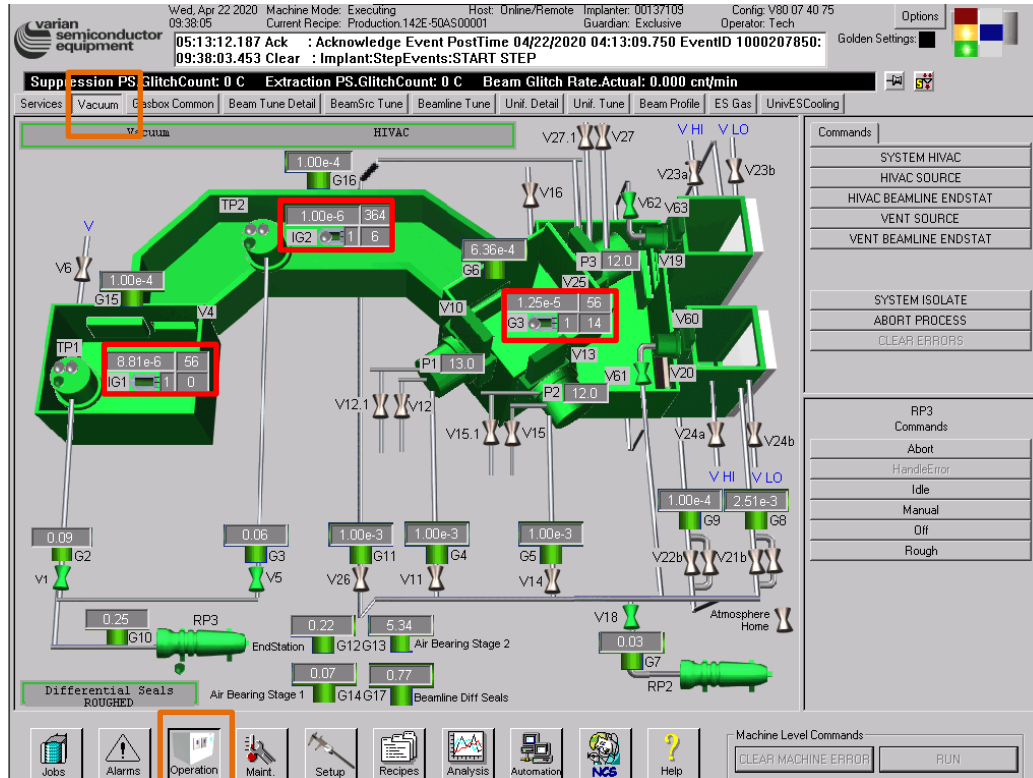 varian
semiconductor
equipment
Wed, Apr 22 2020 Machine Mode: Executing Host: Online/Remote Implanter: 00137109 Config: V80 07 40 75
09:38:05 Current Recipe: Production.142E-50AS00001 Guardian: Exclusive Operator: Tech
Options
Golden Settings:
05:13:12.187 Ack : Acknowledge Event PostTime 04/22/2020 04:13:09.750 EventID 1000207850:
09:38:03.453 Clear : Implant:StepEvents:START STEP
Suppression PS.GlitchCount: 0 C Extraction PS.GlitchCount: 0 C Beam Glitch Rate.Actual: 0.000 cnt/min
Services Vacuum Gasbox Common Beam Tune Detail BeamSrc Tune Beamline Tune Unif. Detail Unif. Tune Beam Profile ES Gas UnivESCooling
Vacuum HIVAC
V27.1 V27 V HI V LO
1.00e-4
G16
V23a V23b
V16
V62 V63
TP2
1.00e-6 364
IG2 1 6
V
V6
6.36e-4
G6
P3 12.0 V19
1.00e-4
G15
V4
V25
V10
1.25e-5 56
G3 1 14
V60
TP1
8.81e-6 56
IG1 1 0
P1 13.0
V13
V61
V20
P2 12.0
V12.1 V12
V15.1 V15
V24a V24b
V HI V LO
1.00e-4 2.51e-3
G9 G8
0.09
G2
0.06
G3
1.00e-3
G11
1.00e-3
G4
1.00e-3
G5
V1 V5 V26 V11 V14 V22b V21b
0.25
G10
RP3
EndStation
0.22 5.34
G12 G13
Air Bearing Stage 2
V18
Atmosphere
Home
0.03
G7
RP2
Air Bearing Stage 1
0.07 0.77
G14 G17
Beamline Diff Seals
Differential Seals
ROUGHED
Commands
SYSTEM HIVAC
HIVAC SOURCE
HIVAC BEAMLINE ENDSTAT
VENT SOURCE
VENT BEAMLINE ENDSTAT
SYSTEM ISOLATE
ABORT PROCESS
CLEAR ERRORS
RP3
Commands
Abort
HandleError
Idle
Manual
Off
Rough
Jobs Alarms Operation Maint. Setup Recipes Analysis Automation NCS Help
Machine Level Commands
CLEAR MACHINE ERROR RUN